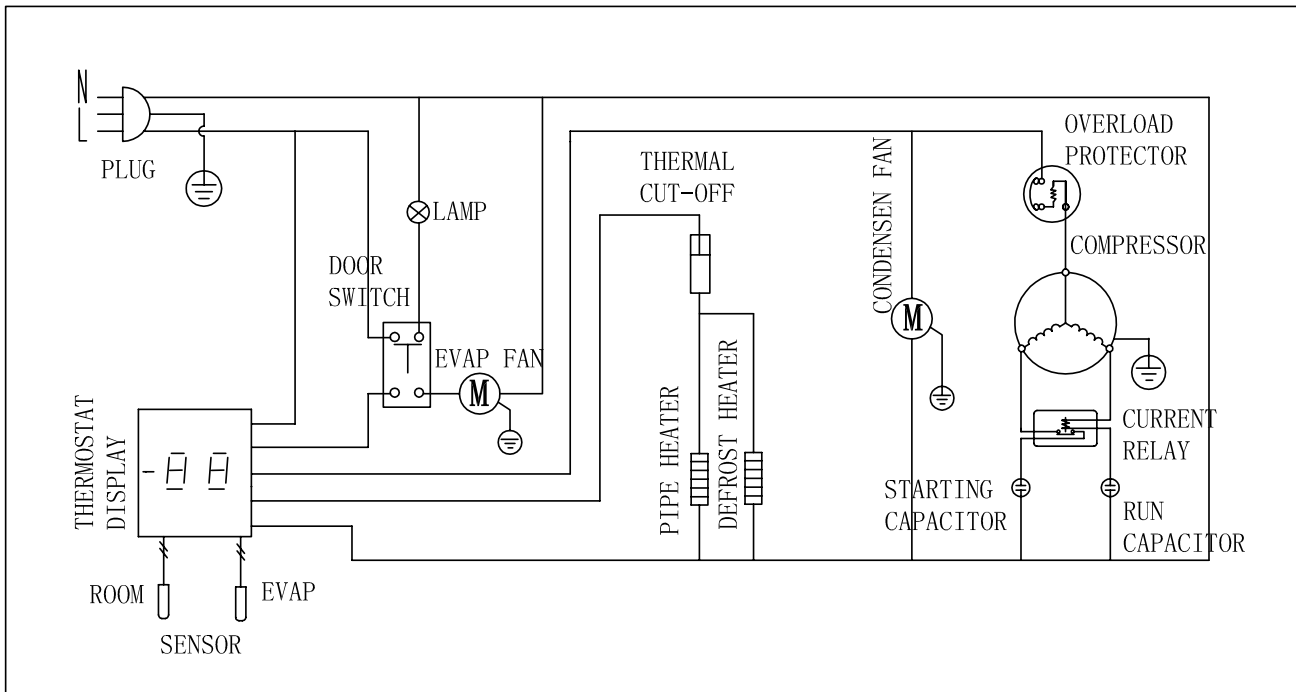 N
L
PLUG
LAMP
DOOR
SWITCH
EVAP FAN
M
THERMOSTAT
DISPLAY
-88
ROOM
EVAP
SENSOR
THERMAL
CUT-OFF
PIPE HEATER
DEFROST HEATER
CONDENSEN FAN
M
OVERLOAD
PROTECTOR
COMPRESSOR
CURRENT
RELAY
STARTING
CAPACITOR
RUN
CAPACITOR